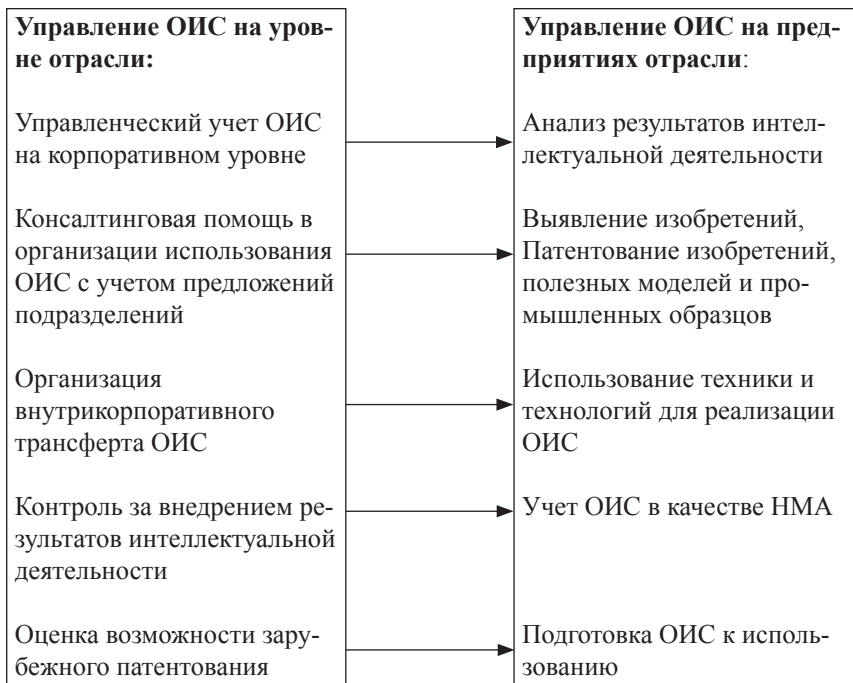 Управление ОИС на уров-
не отрасли:
Управленческий учет ОИС
на корпоративном уровне
Консалтинговая помощь в
организации использования
ОИС с учетом предложений
подразделений
Организация
внутрикорпоративного
трансферта ОИС
Контроль за внедрением ре-
зультатов интеллектуальной
деятельности
Оценка возможности зару-
бежного патентования
Управление ОИС на пред-
приятиях отрасли:
Анализ результатов интел-
лектуальной деятельности
Выявление изобретений,
Патентование изобретений,
полезных моделей и про-
мышленных образцов
Использование техники и
технологий для реализации
ОИС
Учет ОИС в качестве НМА
Подготовка ОИС к исполь-
зованию